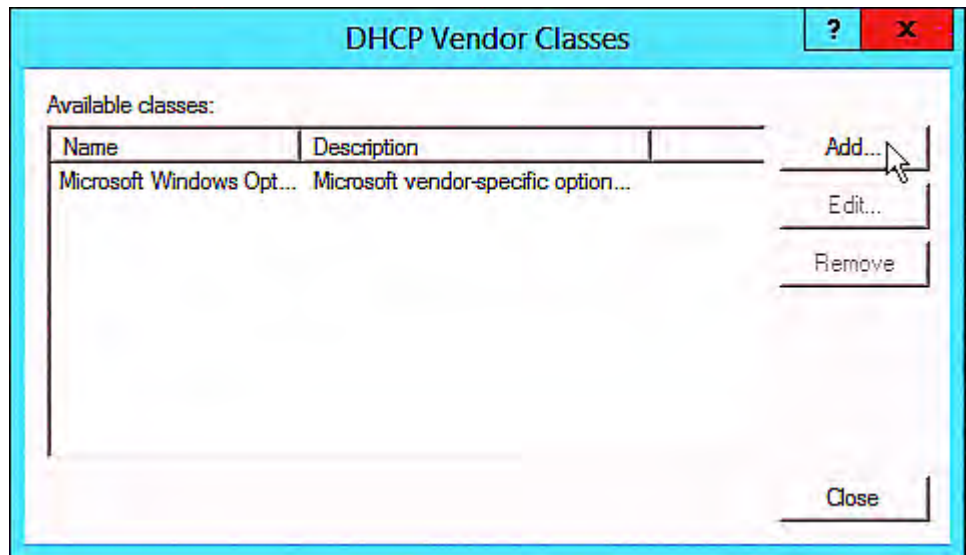 DHCP Vendor Classes ? x
Available classes:
Name Description
Add...
Microsoft Windows Opt... Microsoft vendor-specific option...
Edit...
Remove
Close